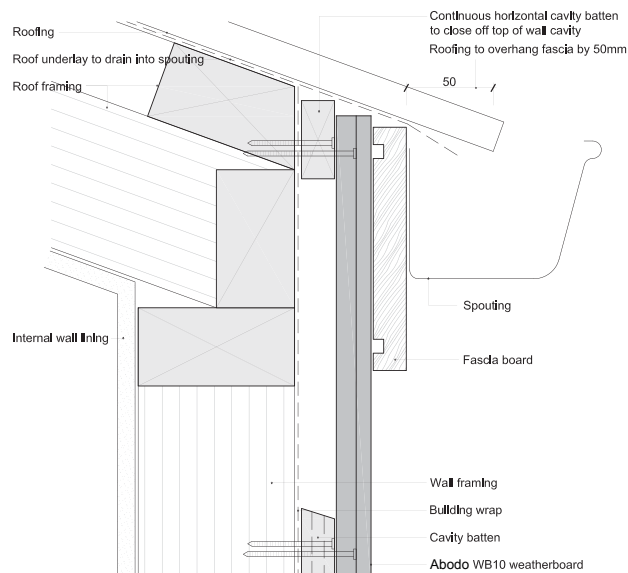 Roofing
Roof underlay to drain into spouting
Roof framing
Continuous horizontal cavity batten
to close off top of wall cavity
Roofing to overhang fascia by 50mm
50
Spouting
Internal wall lining
Fascia board
Wall framing
Building wrap
Cavity batten
Abodo WB10 weatherboard